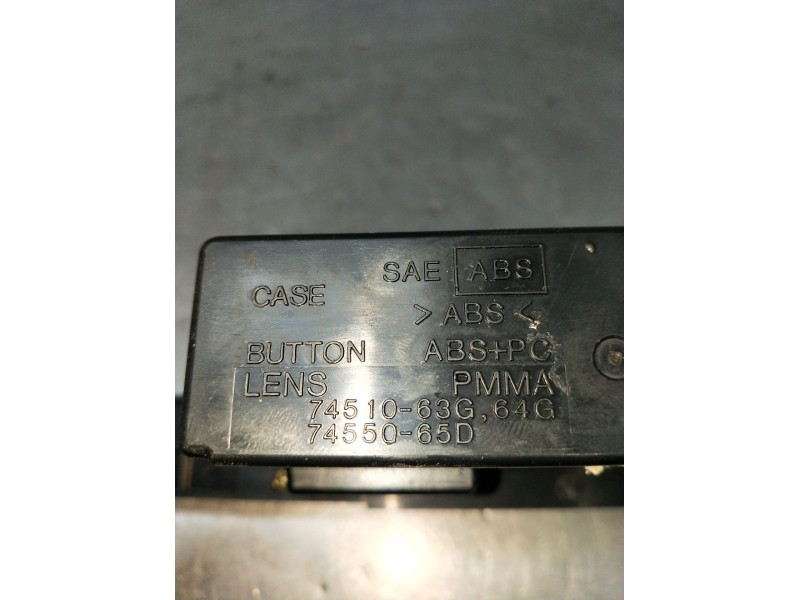 SAE ABS
CASE >ABS<
BUTTON ABS+PC
LENS PMMA
74510-63G, 64G
74550-65D